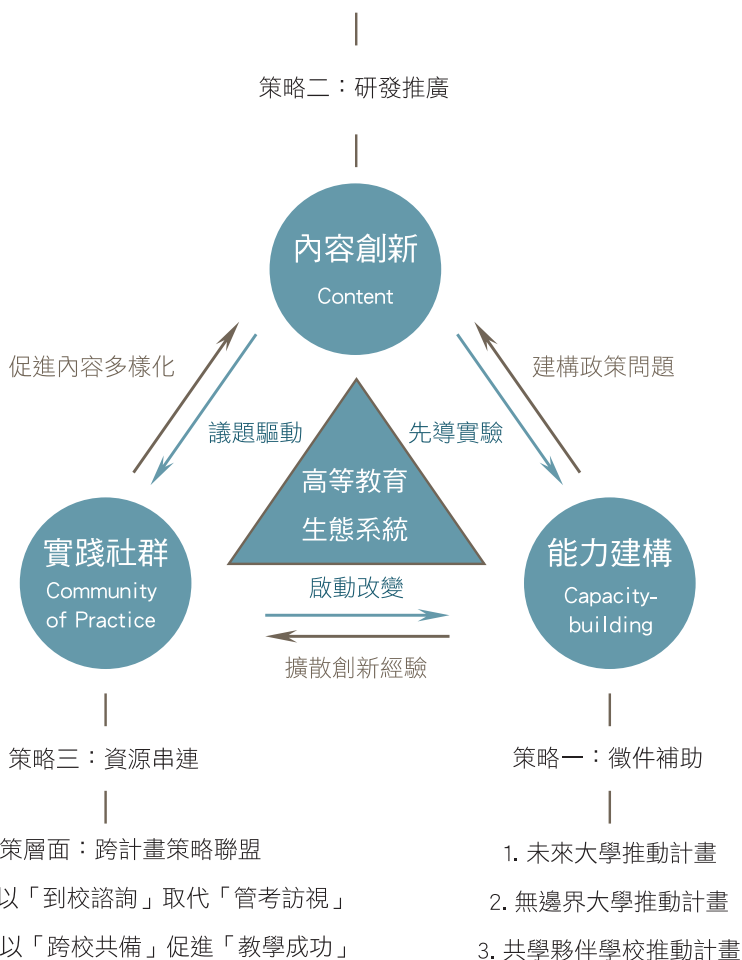 策略二：研發推廣
內容創新
Content
促進內容多樣化
建構政策問題
議題驅動
先導實驗
高等教育
生態系統
實踐社群
Community
of Practice
能力建構
Capacity-
building
啟動改變
擴散創新經驗
策略三：資源串連
策略一：徵件補助
策層面：跨計畫策略聯盟
以「到校諮詢」取代「管考訪視」
以「跨校共備」促進「教學成功」
1. 未來大學推動計畫
2. 無邊界大學推動計畫
3. 共學夥伴學校推動計畫